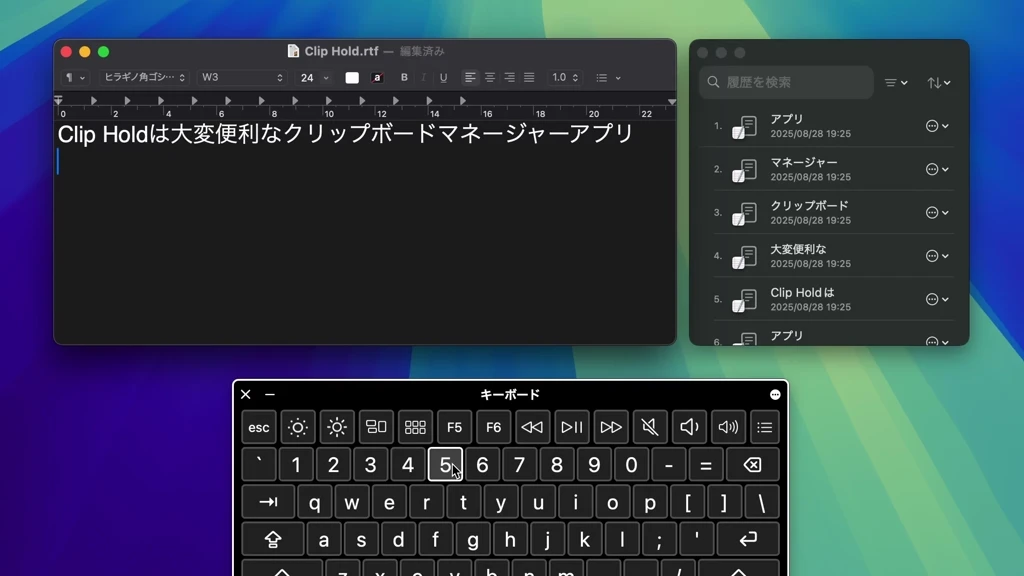 Clip Hold.rtf — 編集済み
¶ ヒラギノ角ゴシ… W3 24 a B I U 1.0
0 2 4 6 8 10 12 14 16 18 20 22
Clip Holdは大変便利なクリップボードマネージャーアプリ
履歴を検索
1. アプリ
2025/08/28 19:25
2. マネージャー
2025/08/28 19:25
3. クリップボード
2025/08/28 19:25
4. 大変便利な
2025/08/28 19:25
5. Clip Holdは
2025/08/28 19:25
6. アプリ
キーボード
esc F5 F6
` 1 2 3 4 5 6 7 8 9 0 - =
q w e r t y u i o p [ ] \
a s d f g h j k l ; '
z x c v b n m , . /